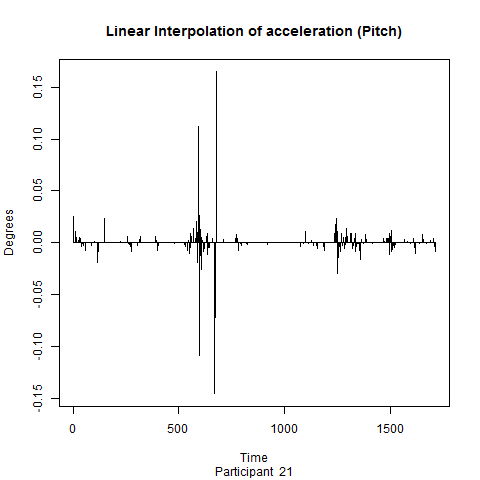 Linear Interpolation of acceleration (Pitch)
Degrees
0.15
0.10
0.05
0.00
-0.05
-0.10
-0.15
0 500 1000 1500
Time
Participant 21